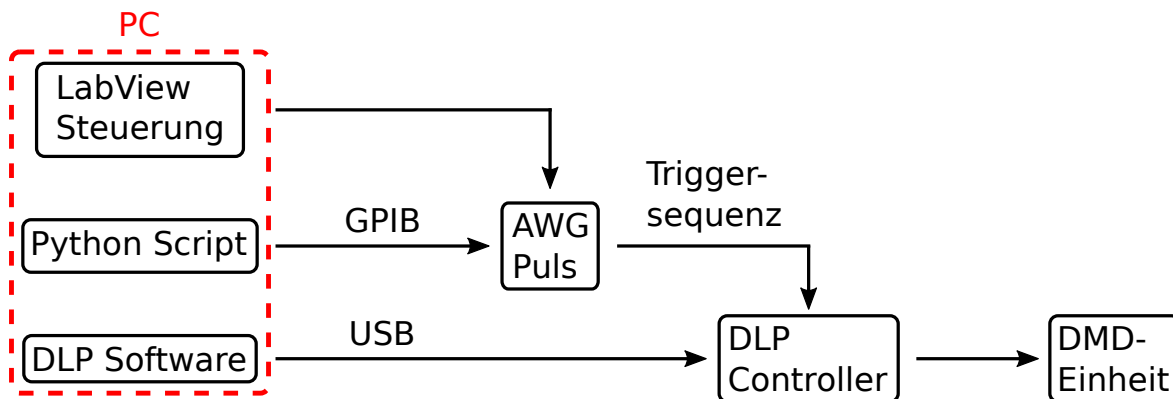 PC
LabView
Steuerung
Python Script
DLP Software
GPIB
USB
AWG
Puls
Trigger-
sequenz
DLP
Controller
DMD-
Einheit